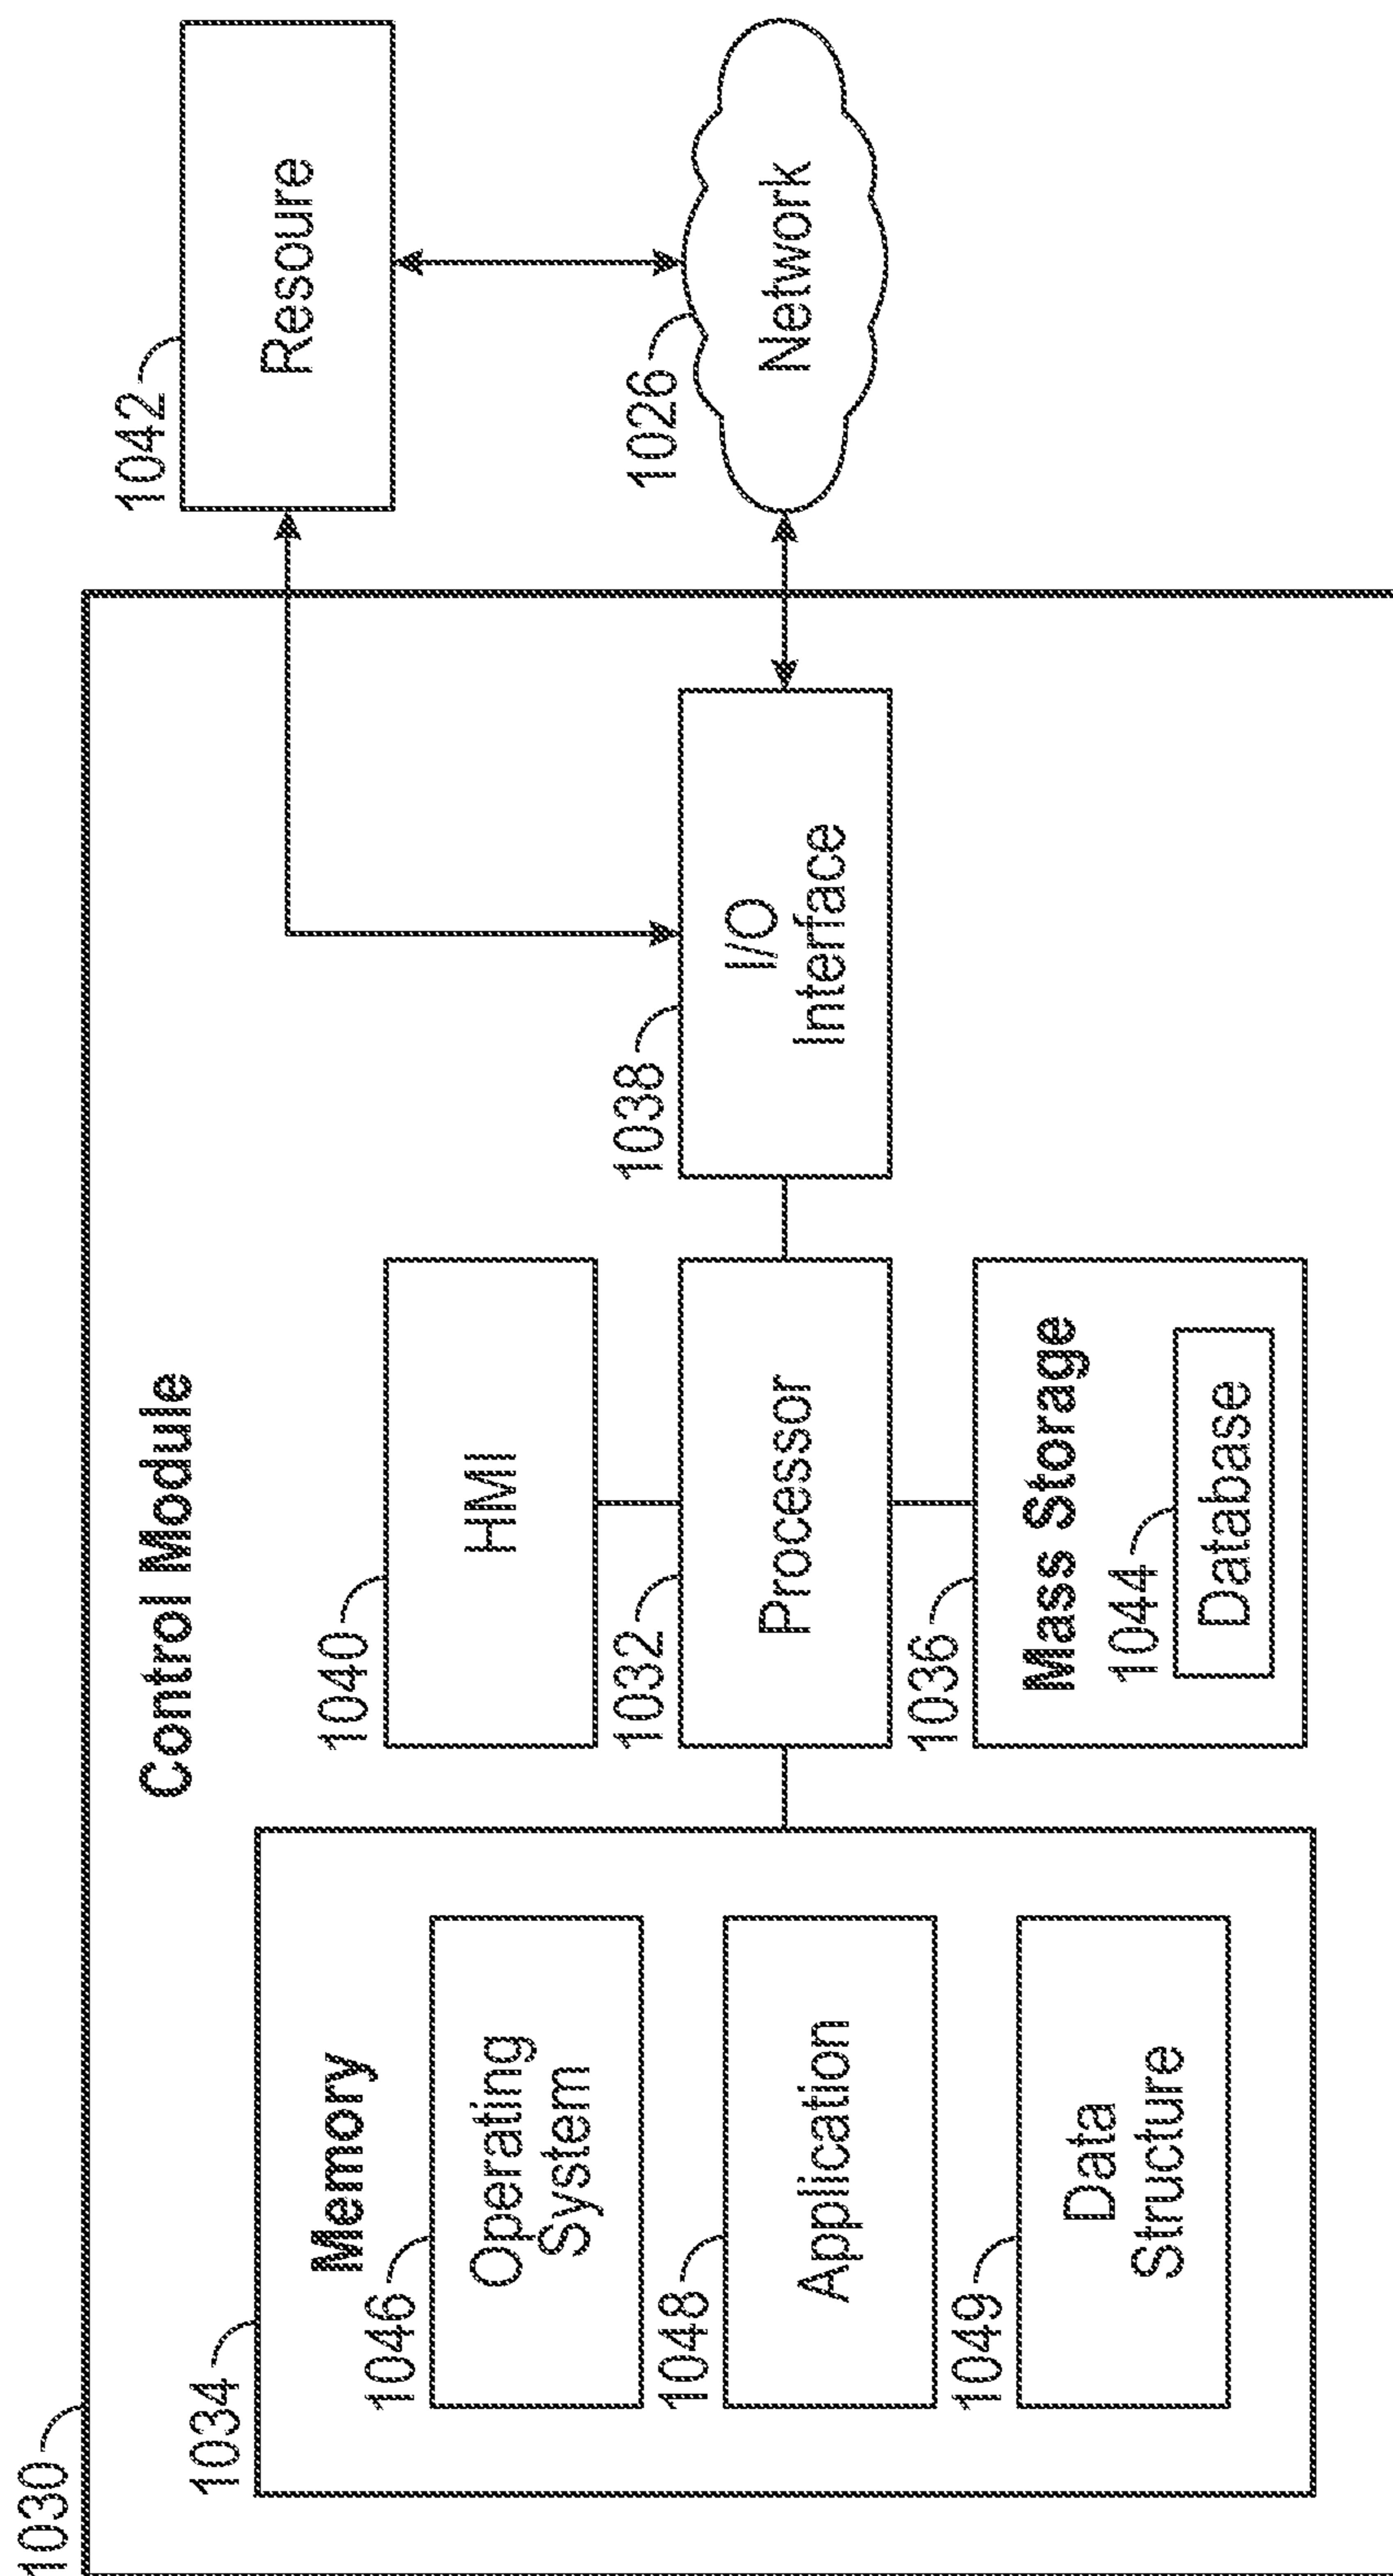 1030
Control Module
1034
Memory
1046
Operating
System
1048
Application
1049
Data
Structure
1040
HMI
1032
Processor
1036
Mass Storage
1044
Database
1038
I/O
Interface
1042
Resoure
1026
Network